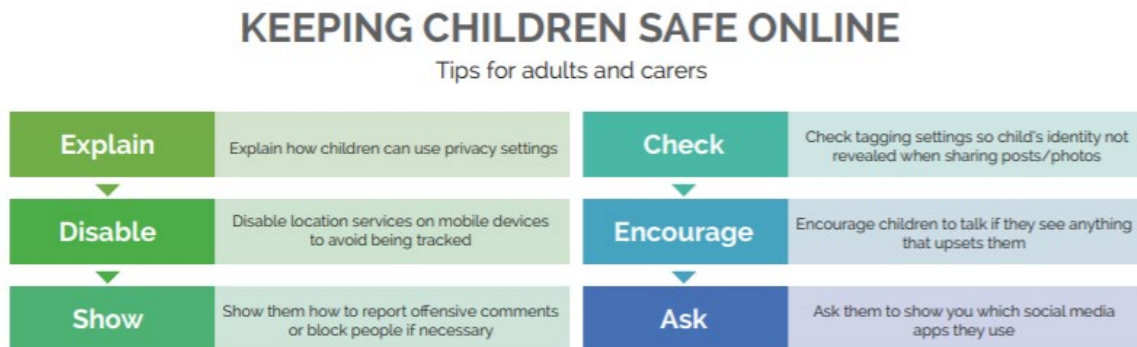 KEEPING CHILDREN SAFE ONLINE
Tips for adults and carers
Explain
Explain how children can use privacy settings
Disable
Disable location services on mobile devices
to avoid being tracked
Show
Show them how to report offensive comments
or block people if necessary
Check
Check tagging settings so child's identity not
revealed when sharing posts/photos
Encourage
Encourage children to talk if they see anything
that upsets them
Ask
Ask them to show you which social media
apps they use